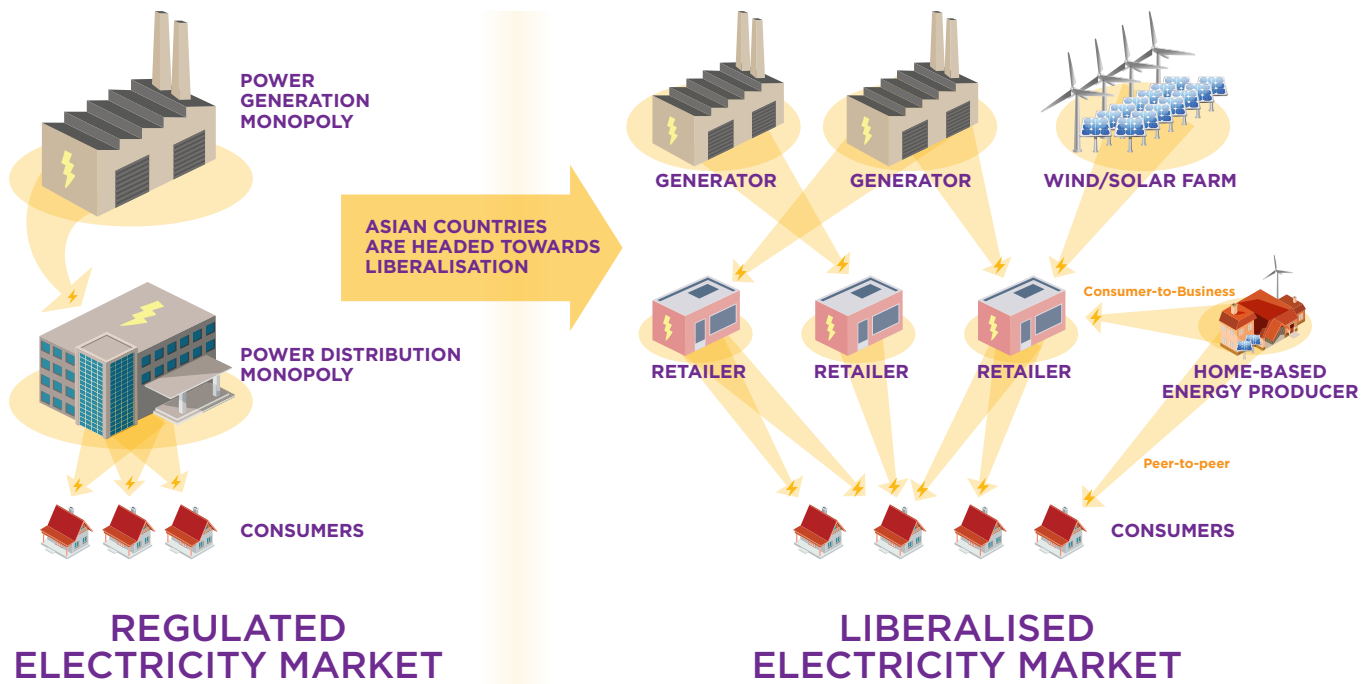 POWER
GENERATION
MONOPOLY
POWER DISTRIBUTION
MONOPOLY
CONSUMERS
REGULATED
ELECTRICITY MARKET
ASIAN COUNTRIES
ARE HEADED TOWARDS
LIBERALISATION
GENERATOR
GENERATOR
WIND/SOLAR FARM
Consumer-to-Business
RETAILER
RETAILER
RETAILER
HOME-BASED
ENERGY PRODUCER
Peer-to-peer
CONSUMERS
LIBERALISED
ELECTRICITY MARKET